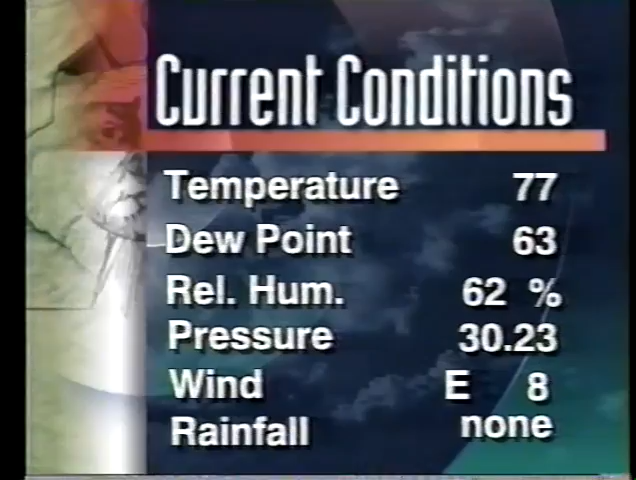 Current Conditions
Temperature 77
Dew Point 63
Rel. Hum. 62 %
Pressure 30.23
Wind E 8
Rainfall none